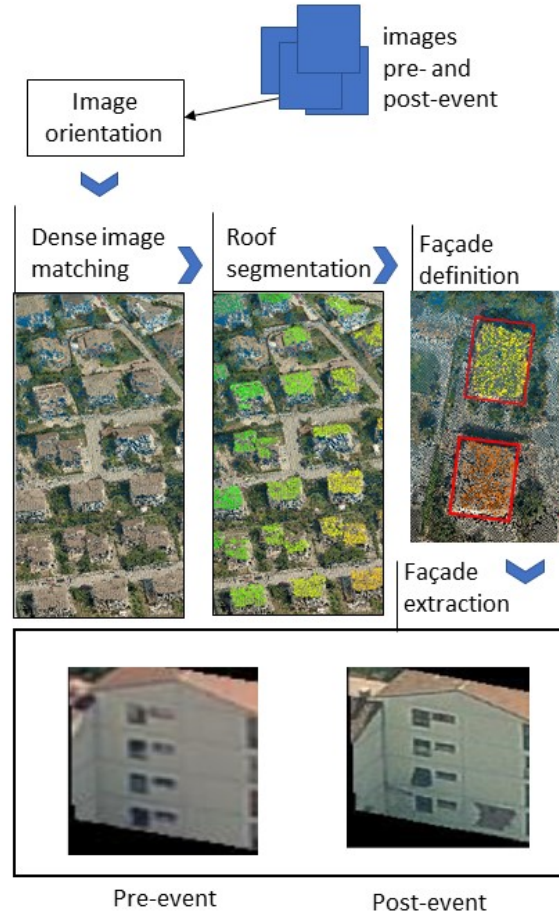 images
pre- and
post-event
Image
orientation
Dense image
matching
Roof
segmentation
Façade
definition
Façade
extraction
Pre-event
Post-event